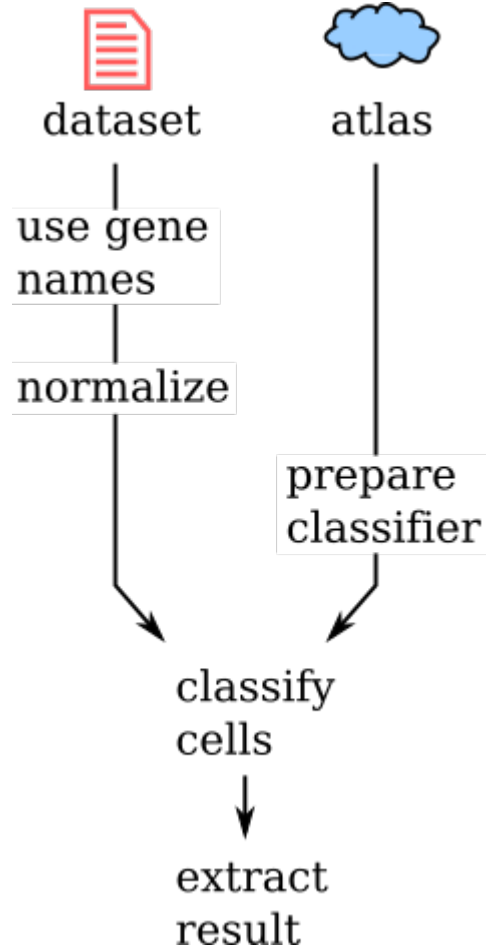 dataset
atlas
use gene
names
normalize
prepare
classifier
classify
cells
extract
result